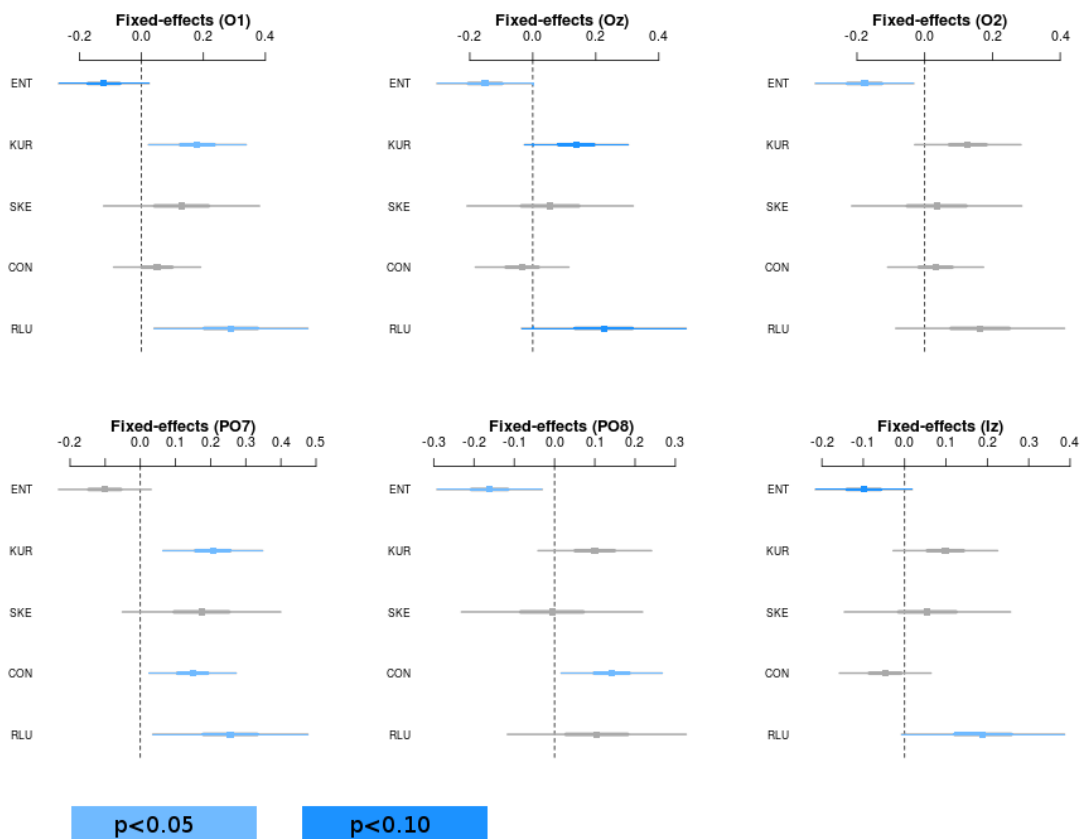 Fixed-effects (O1)
-0.2 0.0 0.2 0.4
ENT
KUR
SKE
CON
RLU
Fixed-effects (Oz)
-0.2 0.0 0.2 0.4
ENT
KUR
SKE
CON
RLU
Fixed-effects (O2)
-0.2 0.0 0.2 0.4
ENT
KUR
SKE
CON
RLU
Fixed-effects (PO7)
-0.2 0.0 0.1 0.2 0.3 0.4 0.5
ENT
KUR
SKE
CON
RLU
Fixed-effects (PO8)
-0.3 -0.2 -0.1 0.0 0.1 0.2 0.3
ENT
KUR
SKE
CON
RLU
Fixed-effects (Iz)
-0.2 -0.1 0.0 0.1 0.2 0.3 0.4
ENT
KUR
SKE
CON
RLU
p<0.05
p<0.10